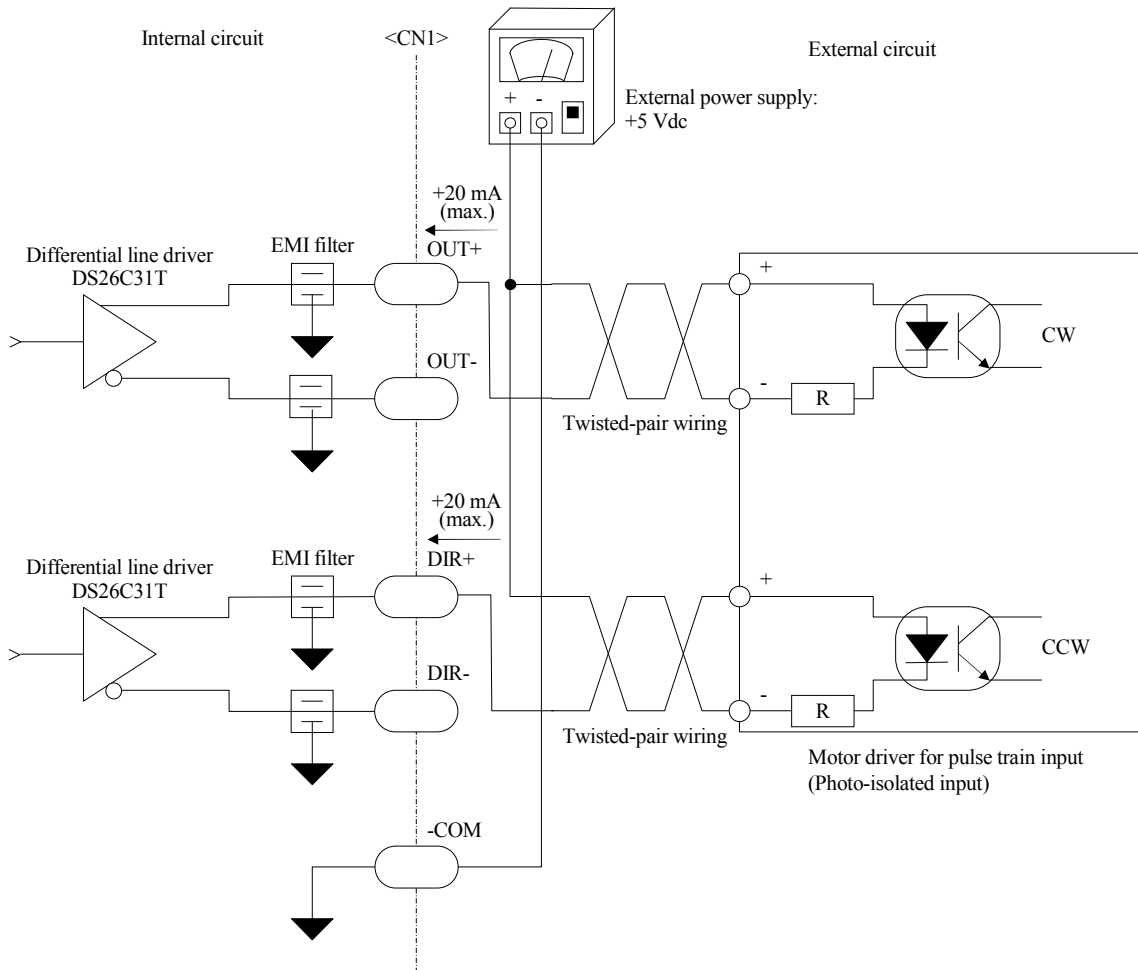 Internal circuit
<CN1>
External circuit
+ -
External power supply:
+5 Vdc
+20 mA
(max.)
OUT+
Differential line driver
DS26C31T
EMI filter
+
CW
OUT-
-
R
Twisted-pair wiring
+20 mA
(max.)
DIR+
Differential line driver
DS26C31T
EMI filter
+
CCW
DIR-
-
R
Twisted-pair wiring
Motor driver for pulse train input
(Photo-isolated input)
-COM